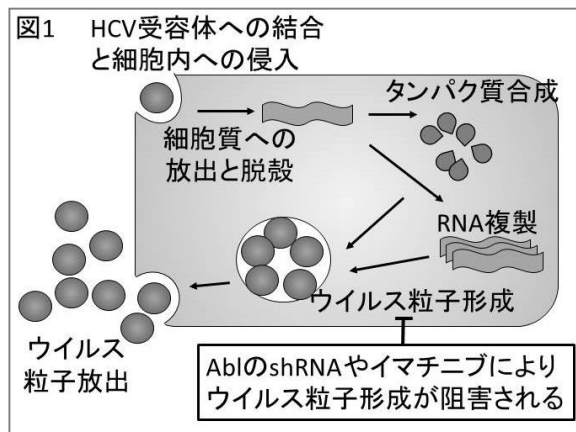 図1 HCV受容体への結合
と細胞内への侵入
タンパク質合成
細胞質への
放出と脱殻
RNA複製
ウイルス粒子形成
ウイルス
粒子放出
AblのshRNAやイマチニブにより
ウイルス粒子形成が阻害される